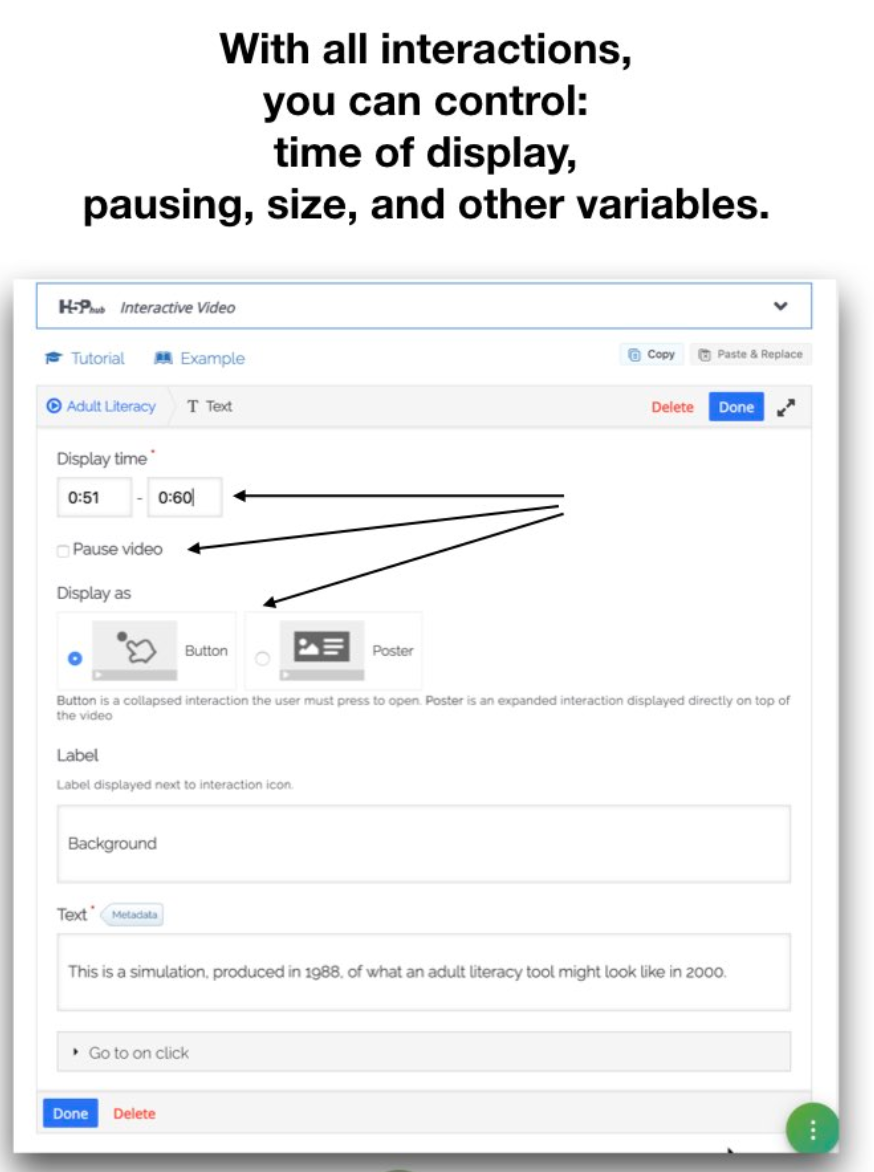 With all interactions,
you can control:
time of display,
pausing, size, and other variables.
H5Phub Interactive Video
Tutorial Example Copy Paste & Replace
Adult Literacy T Text Delete Done
Display time *
0:51 - 0:60
Pause video
Display as
Button Poster
Button is a collapsed interaction the user must press to open. Poster is an expanded interaction displayed directly on top of
the video
Label
Label displayed next to interaction icon.
Background
Text * Metadata
This is a simulation, produced in 1988, of what an adult literacy tool might look like in 2000.
Go to on click
Done Delete